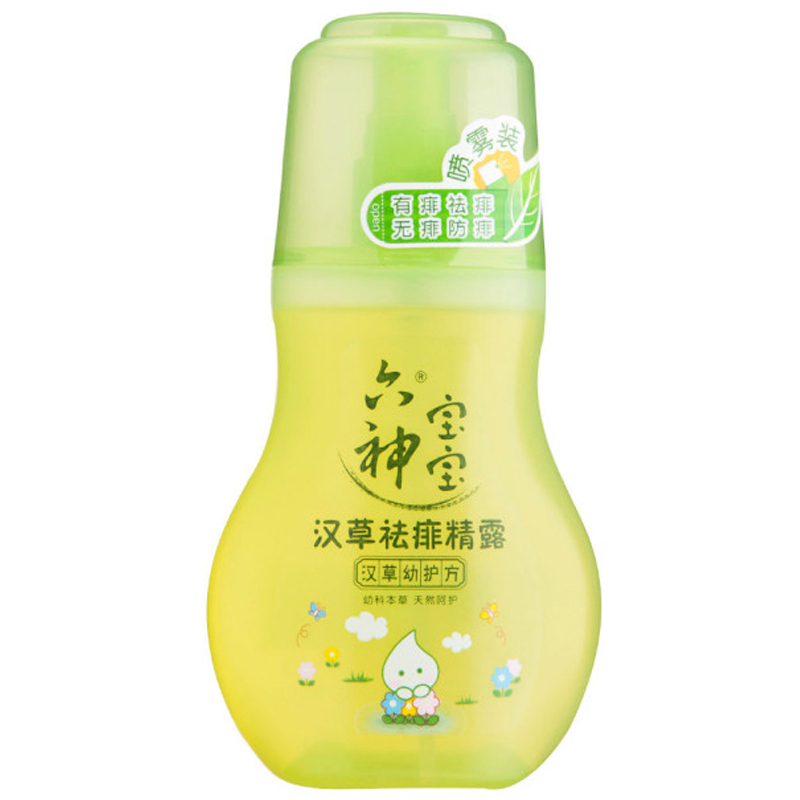 喷雾装
open
有痱祛痱
无痱防痱
六神®
宝宝
汉草祛痱精露
汉草幼护方
幼科本草 天然呵护